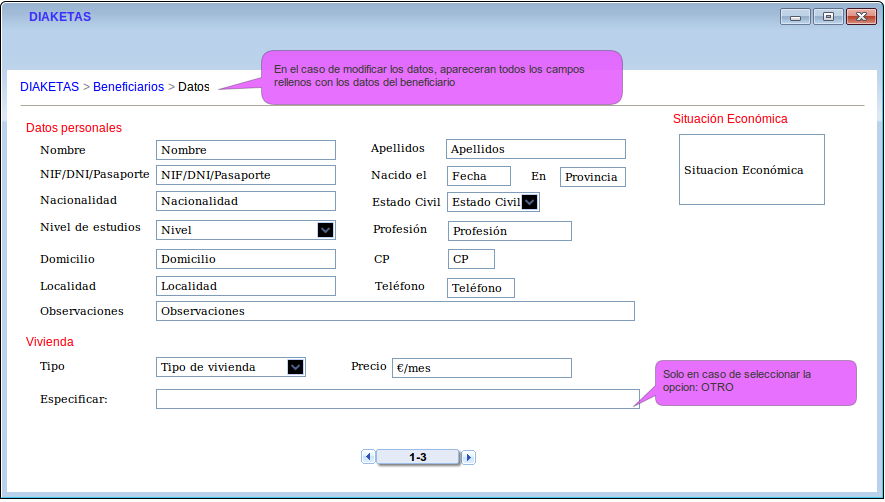 DIAKETAS
En el caso de modificar los datos, apareceran todos los campos
rellenos con los datos del beneficiario
DIAKETAS > Beneficiarios > Datos
Situación Económica
Situacion Económica
Datos personales
Nombre Nombre Apellidos Apellidos
NIF/DNI/Pasaporte NIF/DNI/Pasaporte Nacido el Fecha En Provincia
Nacionalidad Nacionalidad Estado Civil Estado Civil
Nivel de estudios Nivel Profesión Profesión
Domicilio Domicilio CP CP
Localidad Localidad Teléfono Teléfono
Observaciones Observaciones
Vivienda
Tipo Tipo de vivienda Precio €/mes
Solo en caso de seleccionar la
opcion: OTRO
Especificar:
1-3